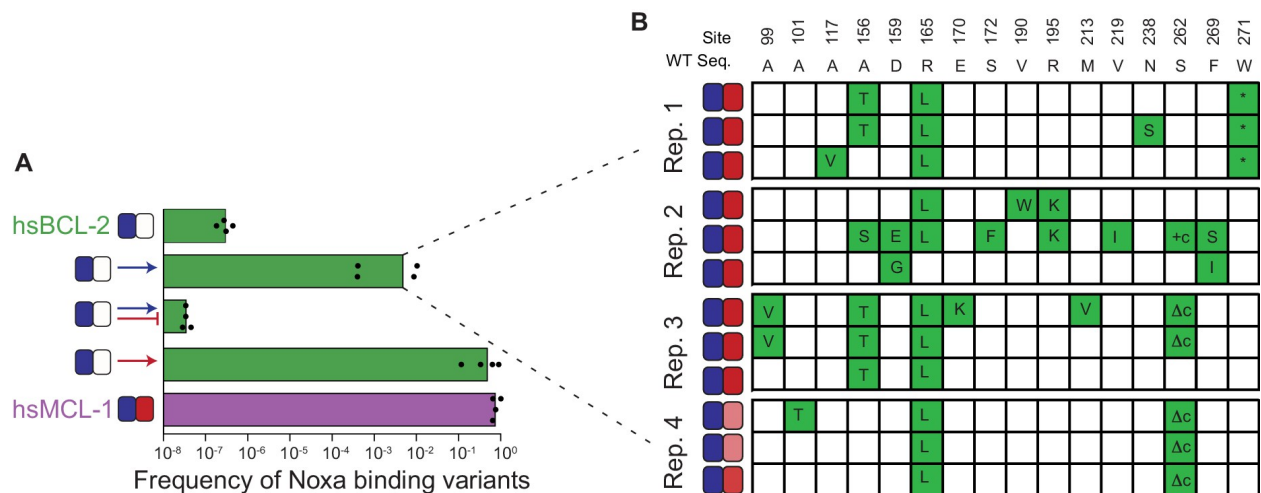 A
hsBCL-2
hsMCL-1
10-8 10-7 10-6 10-5 10-4 10-3 10-2 10-1 100
Frequency of Noxa binding variants
B
Site 99 101 117 156 159 165 170 172 190 195 213 219 238 262 269 271
WT Seq. A A A A D R E S V R M V N S F W
Rep. 1
T L *
T L S *
V L *
Rep. 2
L W K
S E L F K I +c S
G I
Rep. 3
V T L K V Δc
V T L Δc
T L
Rep. 4
T L Δc
L Δc
L Δc